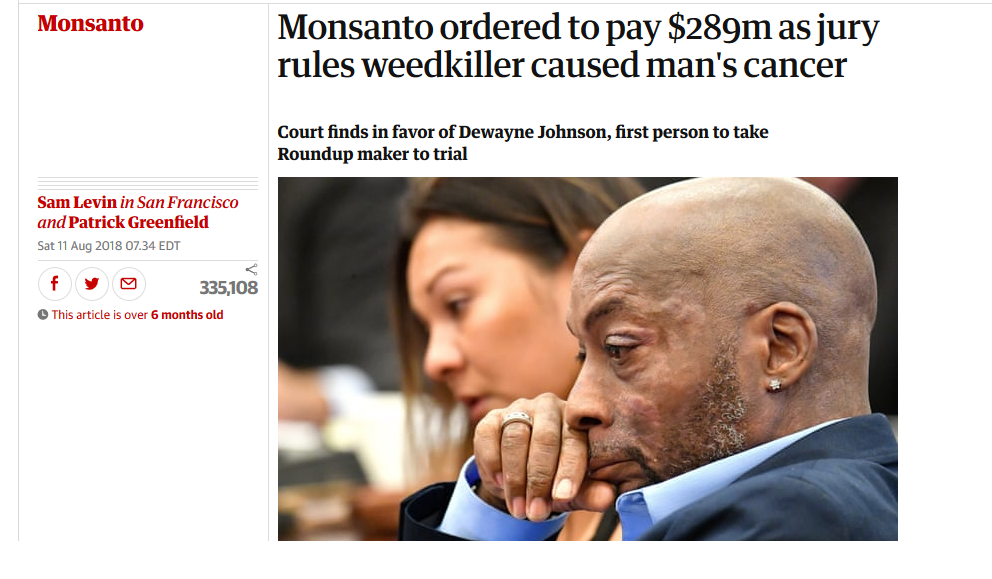 Monsanto
Monsanto ordered to pay $289m as jury
rules weedkiller caused man's cancer
Court finds in favor of Dewayne Johnson, first person to take
Roundup maker to trial
Sam Levin in San Francisco
and Patrick Greenfield
Sat 11 Aug 2018 07.34 EDT
335,108
This article is over 6 months old